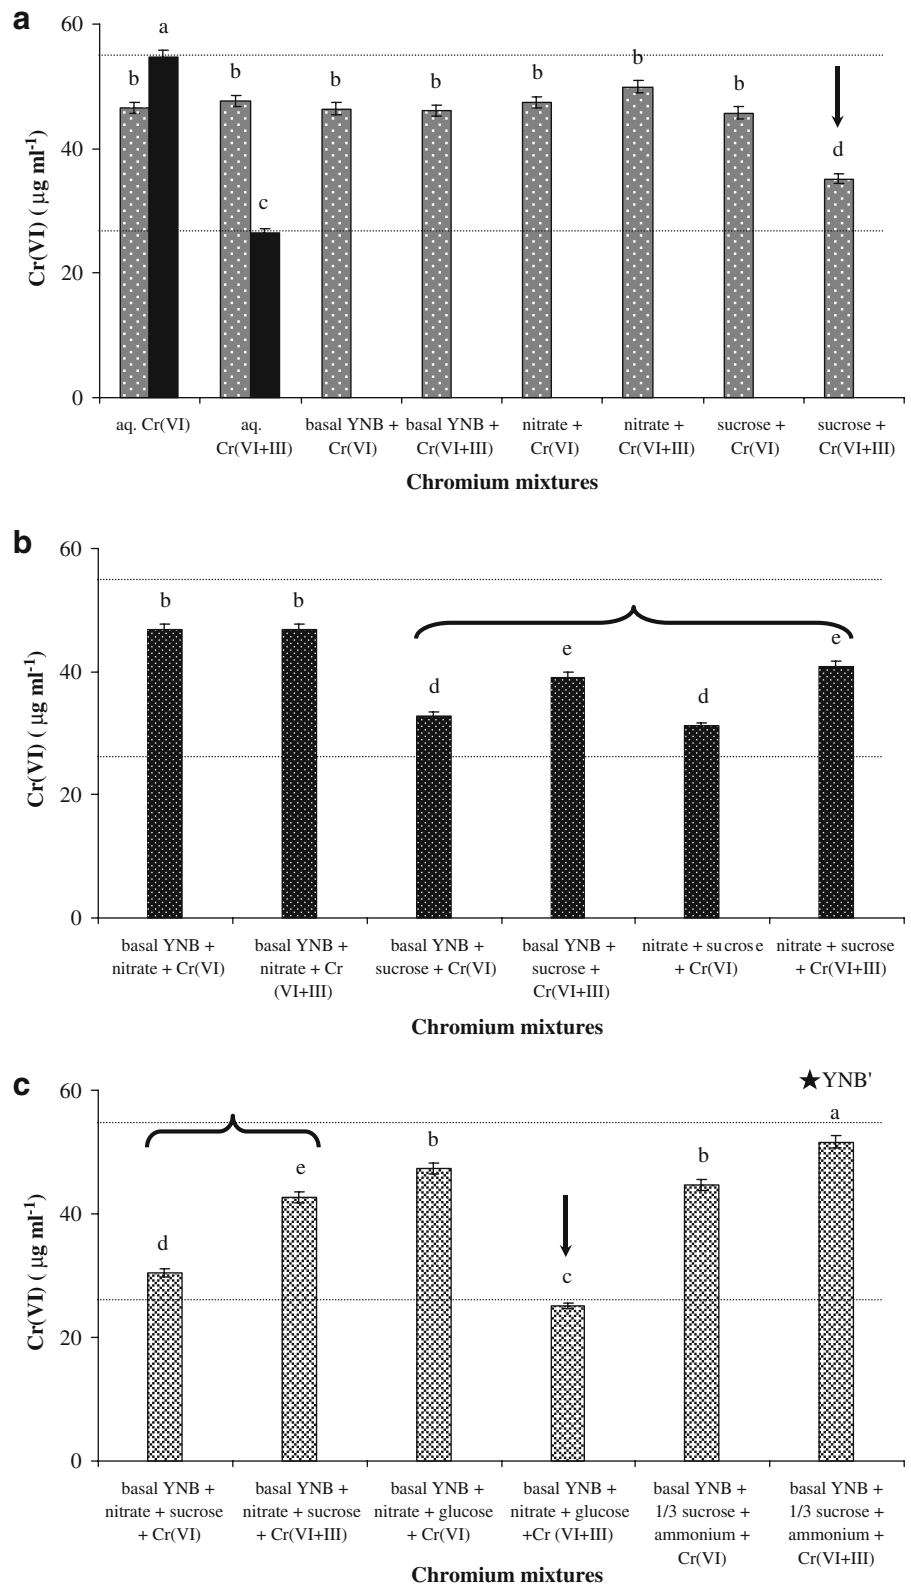 a
60
40
20
0
Cr(VI) ( µg ml-1)
a
b
b
c
b
b
b
b
b
d
aq. Cr(VI)
aq.
Cr(VI+III)
basal YNB +
Cr(VI)
basal YNB +
Cr(VI+III)
nitrate +
Cr(VI)
nitrate +
Cr(VI+III)
sucrose +
Cr(VI)
sucrose +
Cr(VI+III)
Chromium mixtures
b
60
40
20
0
Cr(VI) ( µg ml-1)
b
b
d
e
d
e
basal YNB +
nitrate + Cr(VI)
basal YNB +
nitrate + Cr
(VI+III)
basal YNB +
sucrose + Cr(VI)
basal YNB +
sucrose +
Cr(VI+III)
nitrate + sucrose
+ Cr(VI)
nitrate + sucrose
+ Cr(VI+III)
Chromium mixtures
c
60
40
20
0
Cr(VI) ( µg ml-1)
★YNB'
d
e
b
c
b
a
basal YNB +
nitrate + sucrose
+ Cr(VI)
basal YNB +
nitrate + sucrose
+ Cr(VI+III)
basal YNB +
nitrate + glucose
+ Cr(VI)
basal YNB +
nitrate + glucose
+Cr (VI+III)
basal YNB +
1/3 sucrose +
ammonium +
Cr(VI)
basal YNB +
1/3 sucrose +
ammonium +
Cr(VI+III)
Chromium mixtures